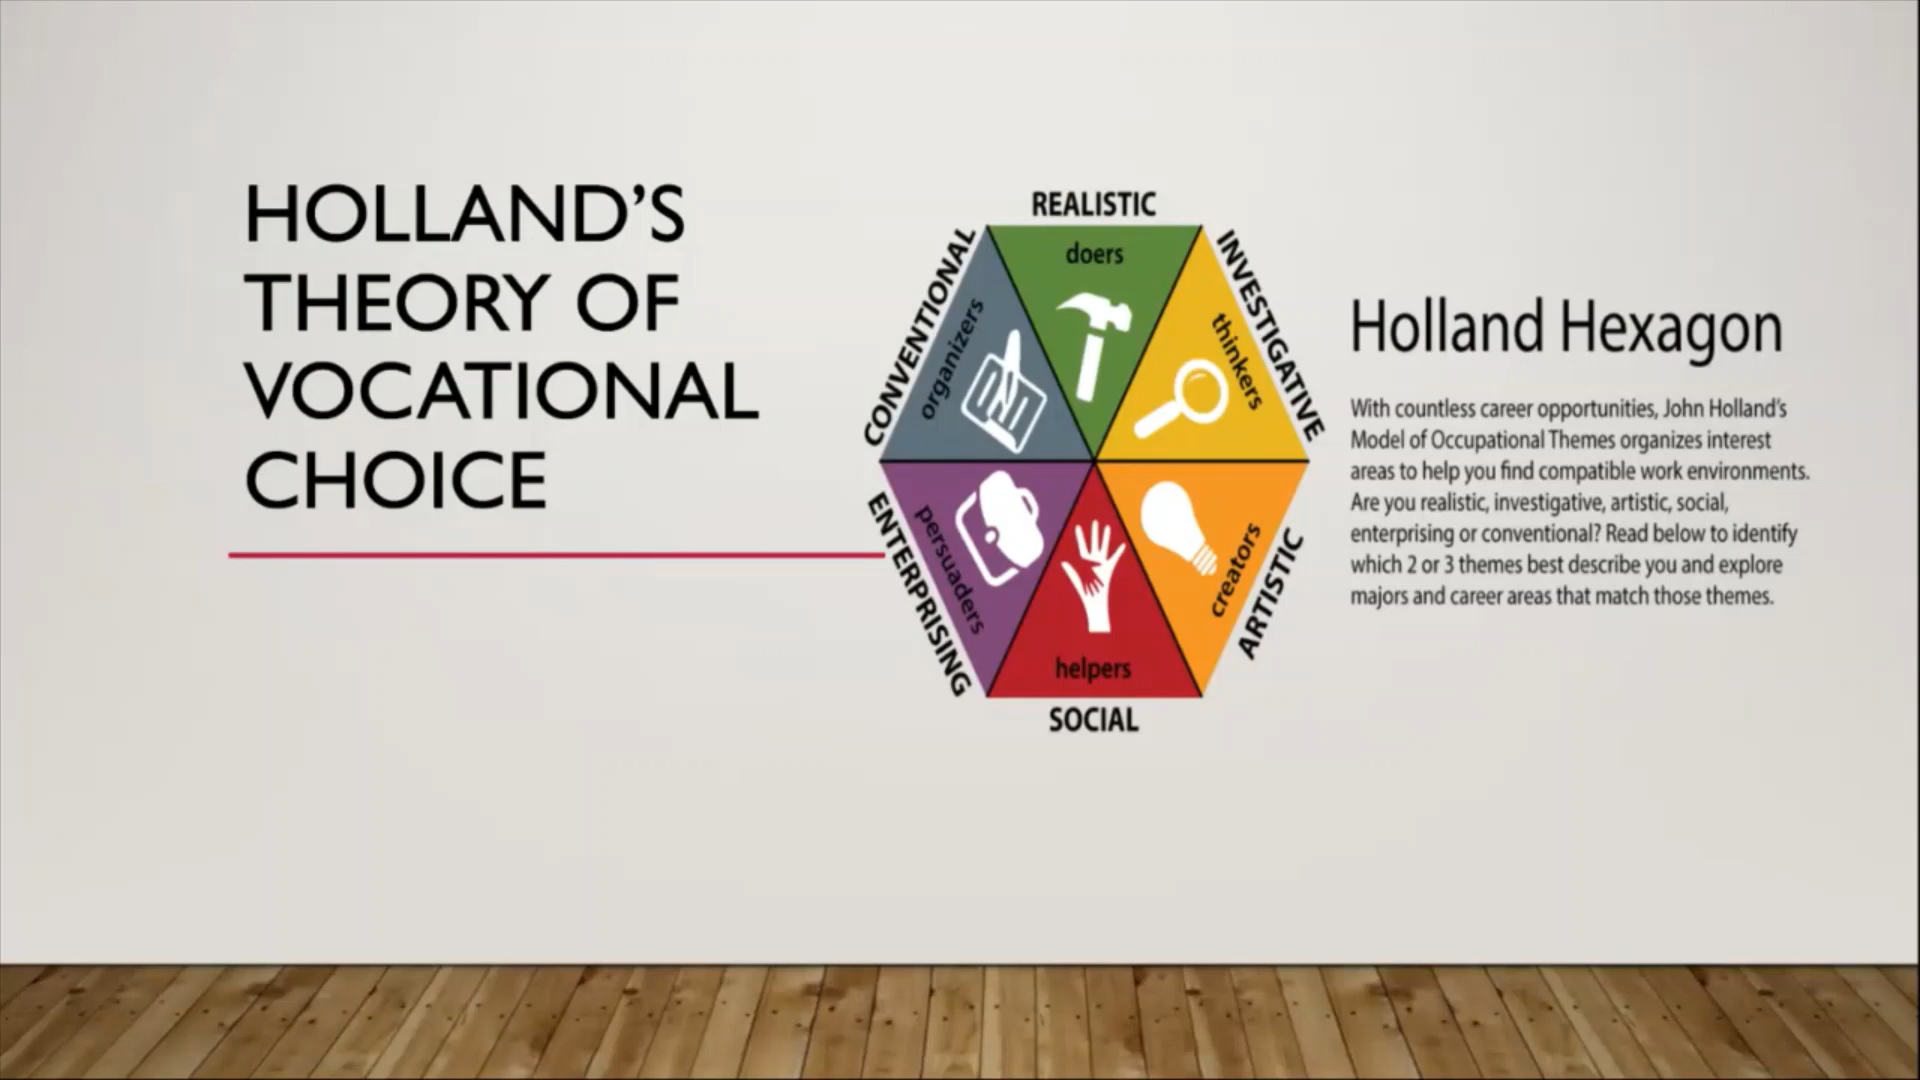 HOLLAND'S
THEORY OF
VOCATIONAL
CHOICE
REALISTIC
doers
INVESTIGATIVE
thinkers
ARTISTIC
creators
SOCIAL
helpers
ENTERPRISING
persuaders
CONVENTIONAL
organizers
Holland Hexagon
With countless career opportunities, John Holland's
Model of Occupational Themes organizes interest
areas to help you find compatible work environments.
Are you realistic, investigative, artistic, social,
enterprising or conventional? Read below to identify
which 2 or 3 themes best describe you and explore
majors and career areas that match those themes.